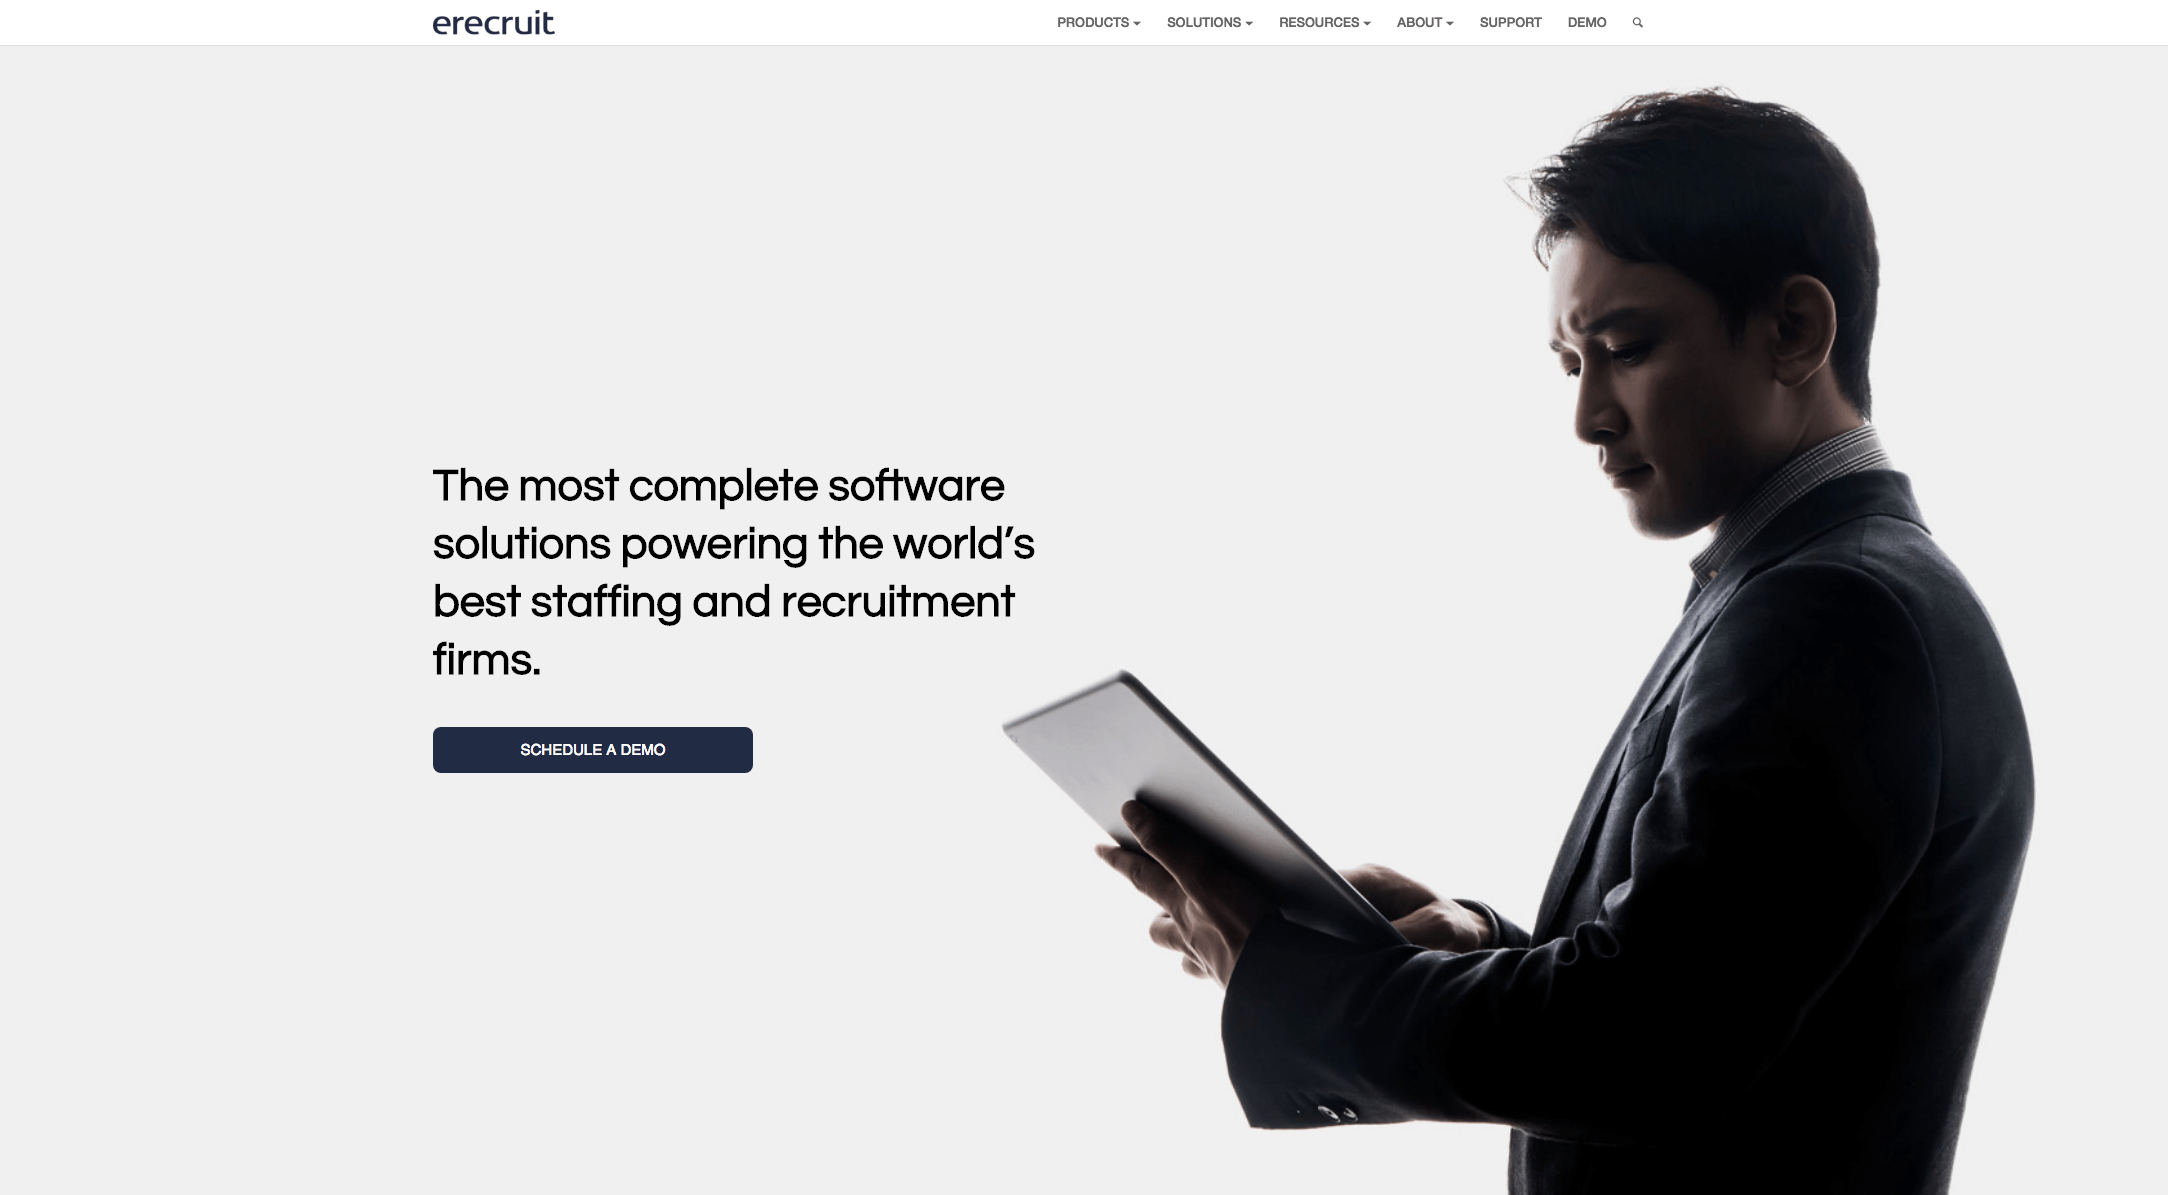 erecruit
PRODUCTS SOLUTIONS RESOURCES ABOUT SUPPORT DEMO
The most complete software
solutions powering the world’s
best staffing and recruitment
firms.
SCHEDULE A DEMO